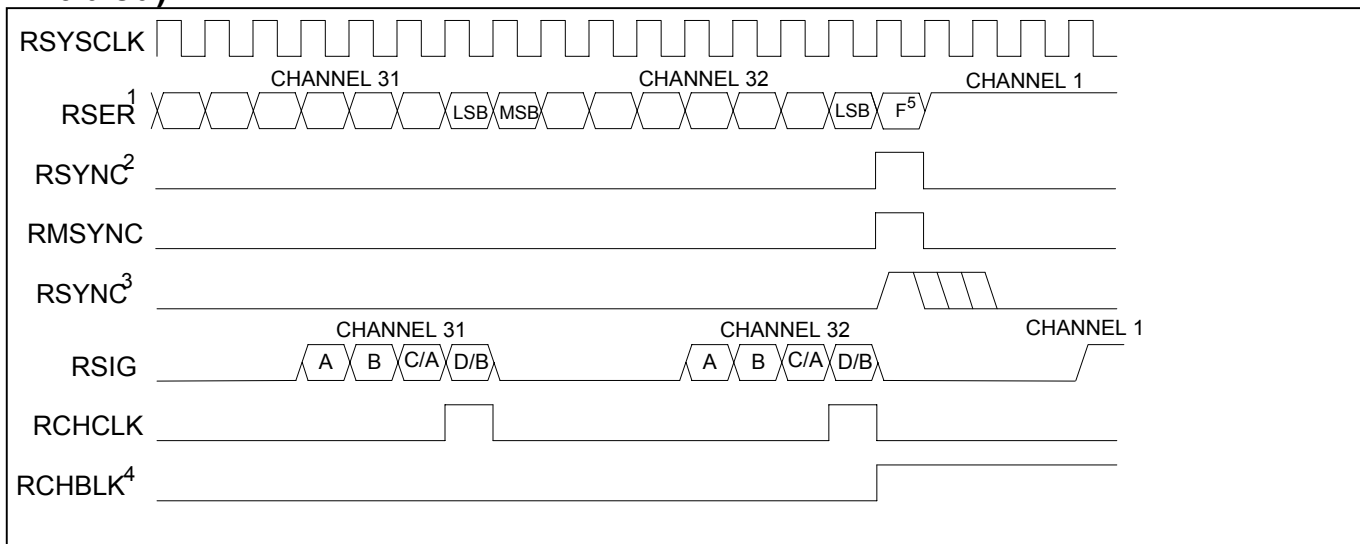 RSYSCLK
CHANNEL 31 CHANNEL 32 CHANNEL 1
RSER1 LSB MSB LSB F5
RSYNC2
RMSYNC
RSYNC3
CHANNEL 31 CHANNEL 32 CHANNEL 1
RSIG A B C/A D/B A B C/A D/B
RCHCLK
RCHBLK4